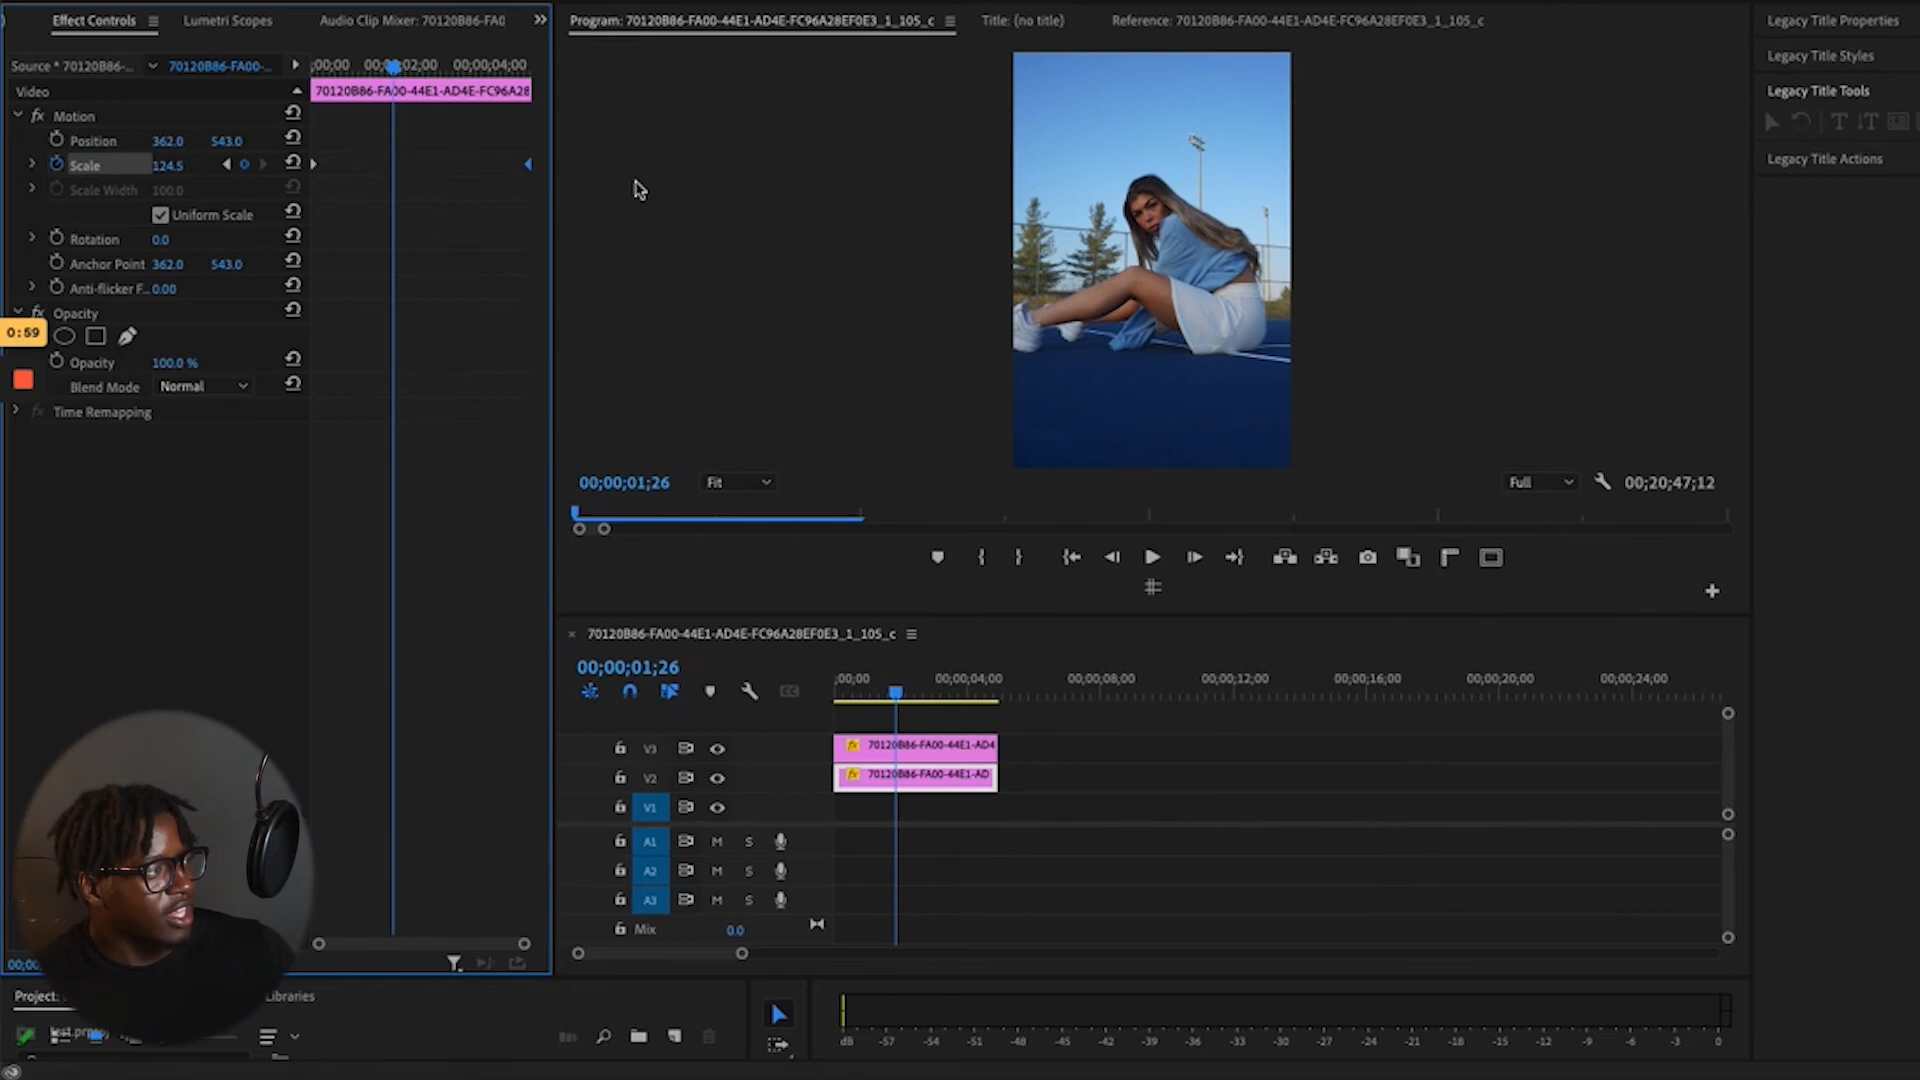 Effect Controls
Lumetri Scopes
Audio Clip Mixer: 70120B86-FA0
Source * 70120B86-...
70120B86-FA00-...
;00;00
00;00;02;00
00;00;04;00
Video
70120B86-FA00-44E1-AD4E-FC96A28
Motion
Position 362.0 543.0
Scale 124.5
Scale Width 100.0
Uniform Scale
Rotation 0.0
Anchor Point 362.0 543.0
Anti-flicker F... 0.00
Opacity
0:59
Opacity 100.0 %
Blend Mode Normal
Time Remapping
Program: 70120B86-FA00-44E1-AD4E-FC96A28EF0E3_1_105_c
Title: (no title)
Reference: 70120B86-FA00-44E1-AD4E-FC96A28EF0E3_1_105_c
00;00;01;26
Fit
Full
00;20;47;12
Legacy Title Properties
Legacy Title Styles
Legacy Title Tools
Legacy Title Actions
70120B86-FA00-44E1-AD4E-FC96A28EF0E3_1_105_c
00;00;01;26
;00;00
00;00;04;00
00;00;08;00
00;00;12;00
00;00;16;00
00;00;20;00
00;00;24;00
V3
fx 70120B86-FA00-44E1-AD4
V2
fx 70120B86-FA00-44E1-AD
V1
A1 M S
A2 M S
A3 M S
Mix 0.0
00;00
Project:
Libraries
test.prproj
dB -57 -54 -51 -48 -45 -42 -39 -36 -33 -30 -27 -24 -21 -18 -15 -12 -9 -6 -3 0